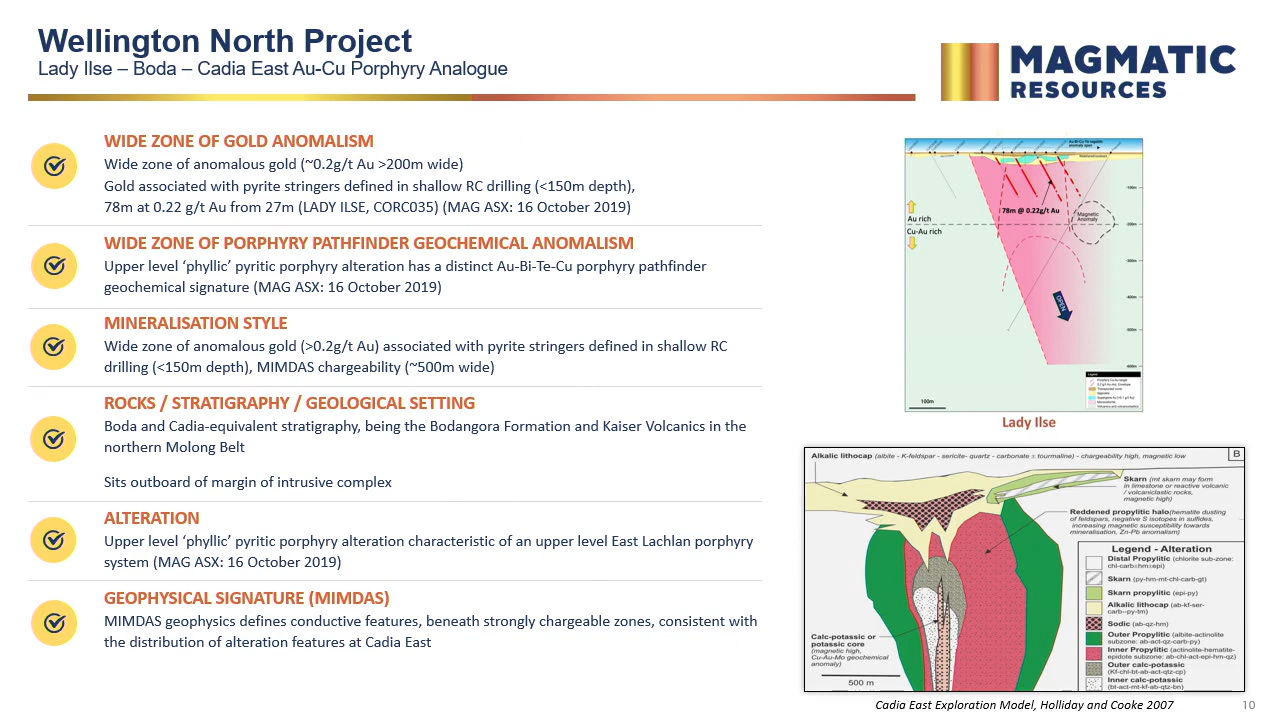 Wellington North Project
Lady Ilse – Boda – Cadia East Au-Cu Porphyry Analogue
MAGMATIC
RESOURCES
WIDE ZONE OF GOLD ANOMALISM
Wide zone of anomalous gold (~0.2g/t Au >200m wide)
Gold associated with pyrite stringers defined in shallow RC drilling (<150m depth),
78m at 0.22 g/t Au from 27m (LADY ILSE, CORC035) (MAG ASX: 16 October 2019)
WIDE ZONE OF PORPHYRY PATHFINDER GEOCHEMICAL ANOMALISM
Upper level ‘phyllic’ pyritic porphyry alteration has a distinct Au-Bi-Te-Cu porphyry pathfinder
geochemical signature (MAG ASX: 16 October 2019)
MINERALISATION STYLE
Wide zone of anomalous gold (>0.2g/t Au) associated with pyrite stringers defined in shallow RC
drilling (<150m depth), MIMDAS chargeability (~500m wide)
ROCKS / STRATIGRAPHY / GEOLOGICAL SETTING
Boda and Cadia-equivalent stratigraphy, being the Bodangora Formation and Kaiser Volcanics in the
northern Molong Belt
Sits outboard of margin of intrusive complex
ALTERATION
Upper level ‘phyllic’ pyritic porphyry alteration characteristic of an upper level East Lachlan porphyry
system (MAG ASX: 16 October 2019)
GEOPHYSICAL SIGNATURE (MIMDAS)
MIMDAS geophysics defines conductive features, beneath strongly chargeable zones, consistent with
the distribution of alteration features at Cadia East
78m @ 0.22g/t Au
Magnetic
Anomaly
Au rich
Cu-Au rich
OPEN
-100m
-200m
-300m
-400m
-500m
-600m
100m
Lady Ilse
Alkalic lithocap (albite - K-feldspar - sericite- quartz - carbonate ± tourmaline) - chargeability high, magnetic low
B
Skarn (mt skarn may form
in limestone or reactive volcanic
/ volcaniclastic rocks,
magnetic high)
Reddened propylitic halo(hematite dusting
of feldspars, negative S isotopes in sulfides,
increasing magnetic susceptibility towards
mineralisation, Zn-Pb anomalism)
Legend - Alteration
Distal Propylitic (chlorite sub-zone:
chl-carb±hm±epi)
Skarn (py-hm-mt-chl-carb-gt)
Skarn propylitic (epi-py)
Alkalic lithocap (ab-kf-ser-
carb--py-tm)
Sodic (ab-qz-hm)
Outer Propylitic (albite-actinolite
subzone: ab-act-qz-carb-py)
Inner Propylitic (actinolite-hematite-
epidote subzone; ab-chl-act-epi-hm-qz)
Outer calc-potassic
(Kf-chl-bt-ab-act-qtz-cp)
Inner calc-potassic
(bt-act-mt-kf-ab-qtz-bn)
Calc-potassic or
potassic core
(magnetic high,
Cu-Au-Mo geochemical
anomaly)
500 m
Cadia East Exploration Model, Holliday and Cooke 2007
10